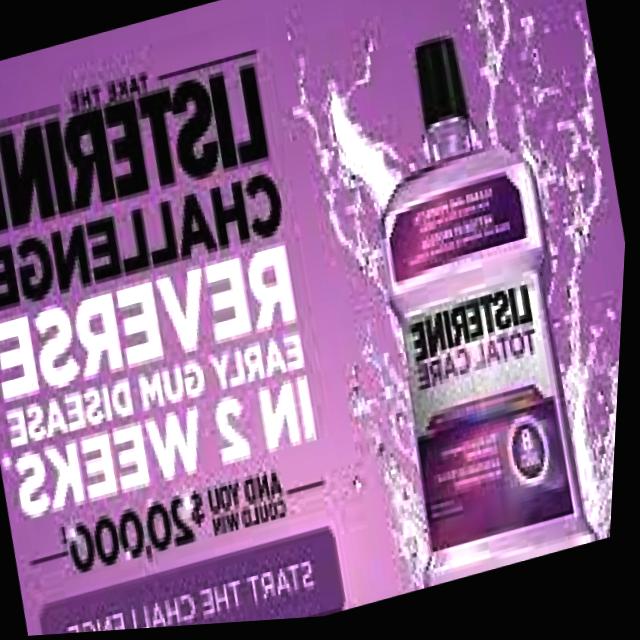 TAKE THE
LISTERIN
CHALLENGE
REVERSE
EARLY GUM DISEASE
IN 2 WEEKS
AND YOU COULD WIN $20,000
START THE CHALLENGE
LISTERINE
TOTAL CARE